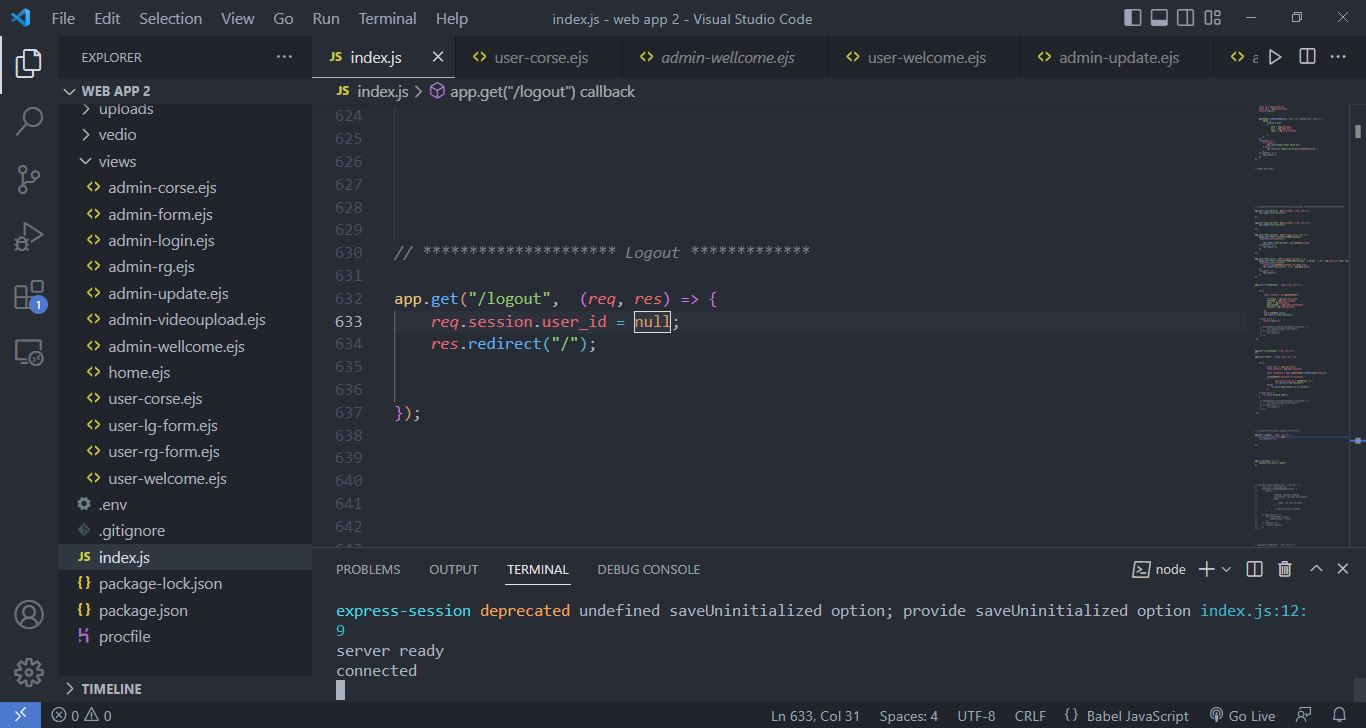 File Edit Selection View Go Run Terminal Help
index.js - web app 2 - Visual Studio Code
EXPLORER
index.js
user-corse.ejs
admin-wellcome.ejs
user-welcome.ejs
admin-update.ejs
WEB APP 2
uploads
vedio
views
admin-corse.ejs
admin-form.ejs
admin-login.ejs
admin-rg.ejs
admin-update.ejs
admin-videoupload.ejs
admin-wellcome.ejs
home.ejs
user-corse.ejs
user-lg-form.ejs
user-rg-form.ejs
user-welcome.ejs
.env
.gitignore
JS index.js
package-lock.json
package.json
procfile
TIMELINE
1
JS index.js > app.get("/logout") callback
624
625
626
627
628
629
630 // ********************* Logout *************
631
632 app.get("/logout", (req, res) => {
633 req.session.user_id = null;
634 res.redirect("/");
635
636
637 });
638
639
640
641
642
PROBLEMS OUTPUT TERMINAL DEBUG CONSOLE
node
express-session deprecated undefined saveUninitialized option; provide saveUninitialized option index.js:12:
9
server ready
connected
0 0
Ln 633, Col 31 Spaces: 4 UTF-8 CRLF {} Babel JavaScript Go Live